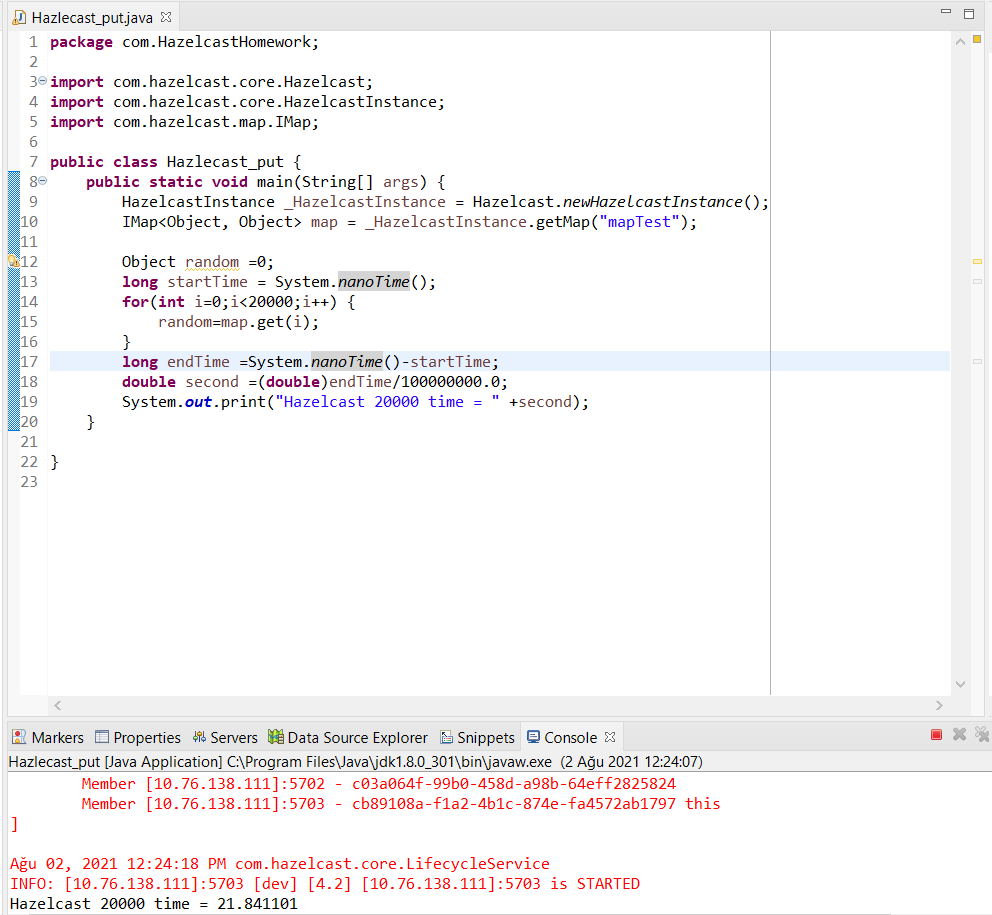 Hazlecast_put.java
1 package com.HazelcastHomework;
2
3 import com.hazelcast.core.Hazelcast;
4 import com.hazelcast.core.HazelcastInstance;
5 import com.hazelcast.map.IMap;
6
7 public class Hazlecast_put {
8     public static void main(String[] args) {
9         HazelcastInstance _HazelcastInstance = Hazelcast.newHazelcastInstance();
10         IMap<Object, Object> map = _HazelcastInstance.getMap("mapTest");
11
12         Object random =0;
13         long startTime = System.nanoTime();
14         for(int i=0;i<20000;i++) {
15             random=map.get(i);
16         }
17         long endTime =System.nanoTime()-startTime;
18         double second =(double)endTime/100000000.0;
19         System.out.print("Hazelcast 20000 time = " +second);
20     }
21
22 }
23
Markers Properties Servers Data Source Explorer Snippets Console
Hazlecast_put [Java Application] C:\Program Files\Java\jdk1.8.0_301\bin\javaw.exe (2 Ağu 2021 12:24:07)
        Member [10.76.138.111]:5702 - c03a064f-99b0-458d-a98b-64eff2825824
        Member [10.76.138.111]:5703 - cb89108a-f1a2-4b1c-874e-fa4572ab1797 this
]
Ağu 02, 2021 12:24:18 PM com.hazelcast.core.LifecycleService
INFO: [10.76.138.111]:5703 [dev] [4.2] [10.76.138.111]:5703 is STARTED
Hazelcast 20000 time = 21.841101